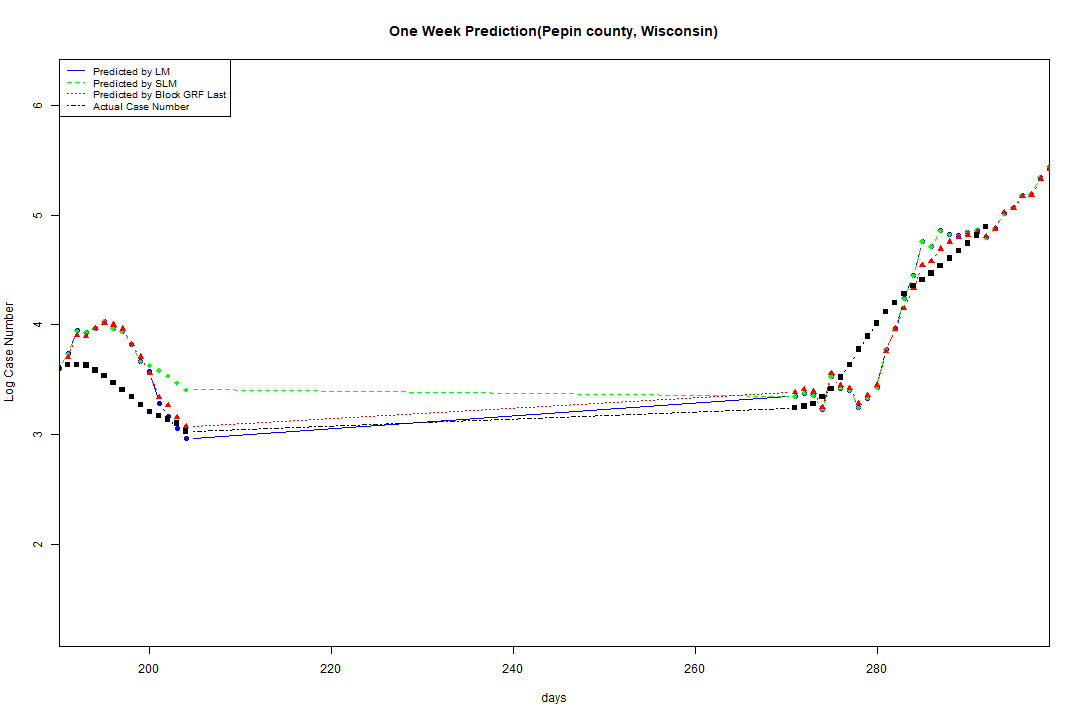 One Week Prediction(Pepin county, Wisconsin)
Predicted by LM
Predicted by SLM
Predicted by Block GRF Last
Actual Case Number
6
5
4
3
2
Log Case Number
200 220 240 260 280
days